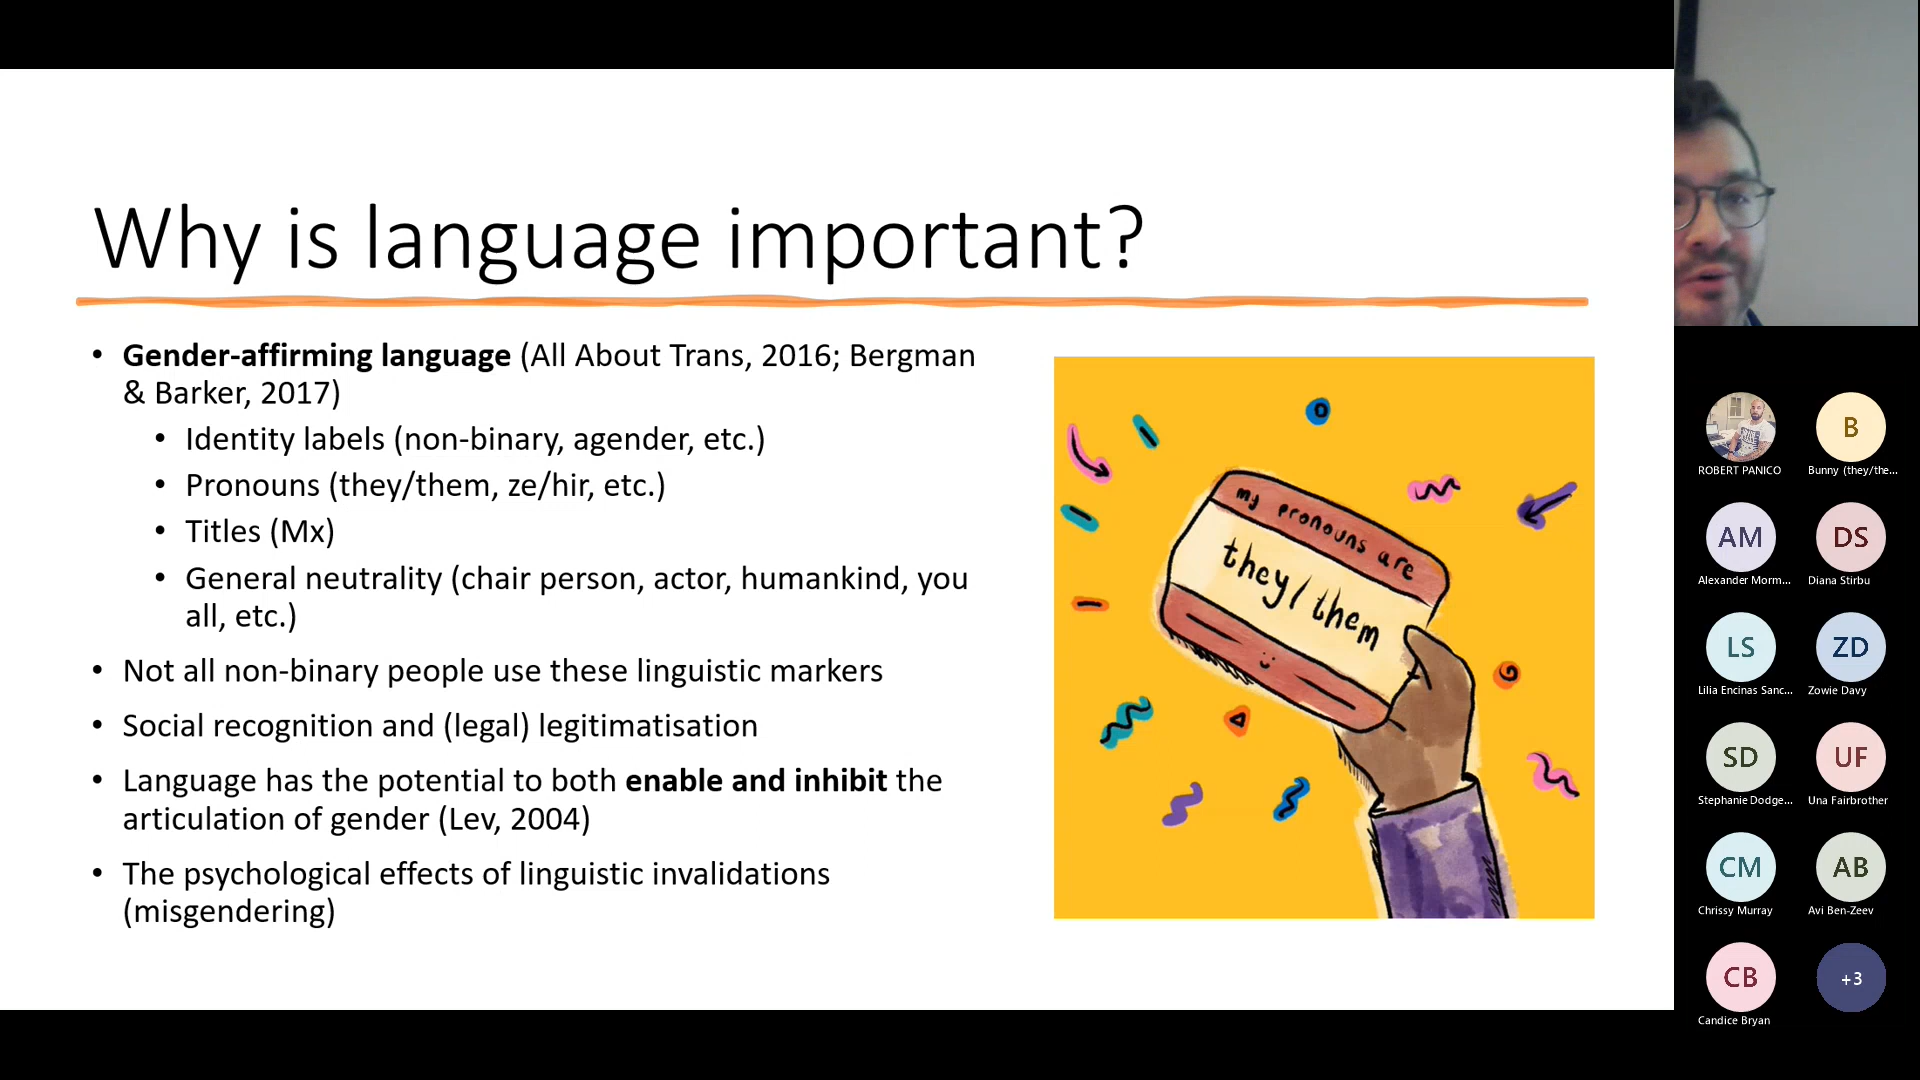 Why is language important?
• Gender-affirming language (All About Trans, 2016; Bergman
& Barker, 2017)
• Identity labels (non-binary, agender, etc.)
• Pronouns (they/them, ze/hir, etc.)
• Titles (Mx)
• General neutrality (chair person, actor, humankind, you
all, etc.)
• Not all non-binary people use these linguistic markers
• Social recognition and (legal) legitimatisation
• Language has the potential to both enable and inhibit the
articulation of gender (Lev, 2004)
• The psychological effects of linguistic invalidations
(misgendering)
my pronouns are
they/them
ROBERT PANICO
B
Bunny (they/the...
AM
Alexander Morm...
DS
Diana Stirbu
LS
Lilia Encinas Sanc...
ZD
Zowie Davy
SD
Stephanie Dodge...
UF
Una Fairbrother
CM
Chrissy Murray
AB
Avi Ben-Zeev
CB
Candice Bryan
+3